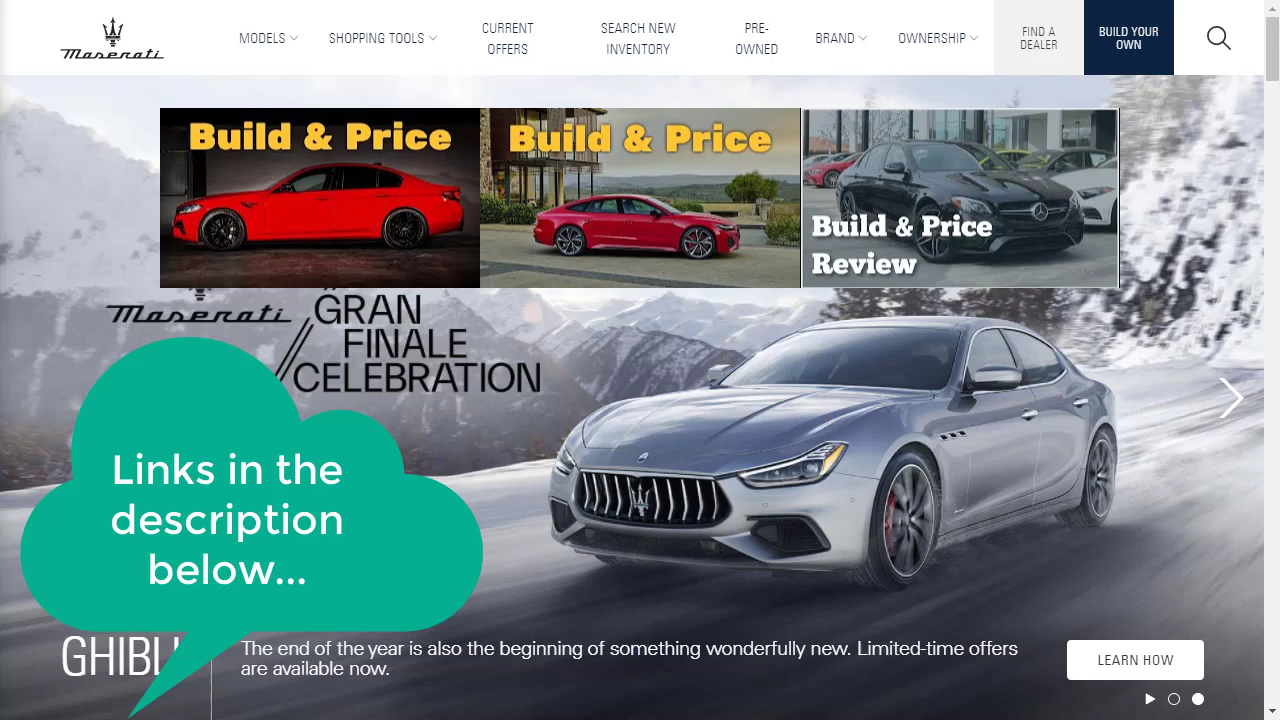 Maserati
MODELS
SHOPPING TOOLS
CURRENT
OFFERS
SEARCH NEW
INVENTORY
PRE-
OWNED
BRAND
OWNERSHIP
FIND A
DEALER
BUILD YOUR
OWN
Build & Price
Build & Price
Build & Price
Review
Maserati
GRAN
FINALE
CELEBRATION
Links in the
description
below...
GHIBLI
The end of the year is also the beginning of something wonderfully new. Limited-time offers
are available now.
LEARN HOW